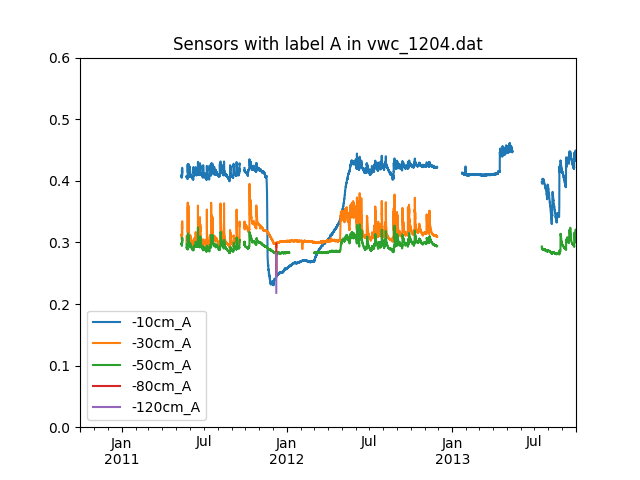 Sensors with label A in vwc_1204.dat
0.6
0.5
0.4
0.3
0.2
0.1
0.0
-10cm_A
-30cm_A
-50cm_A
-80cm_A
-120cm_A
Jan Jul Jan Jul Jan Jul
2011 2012 2013